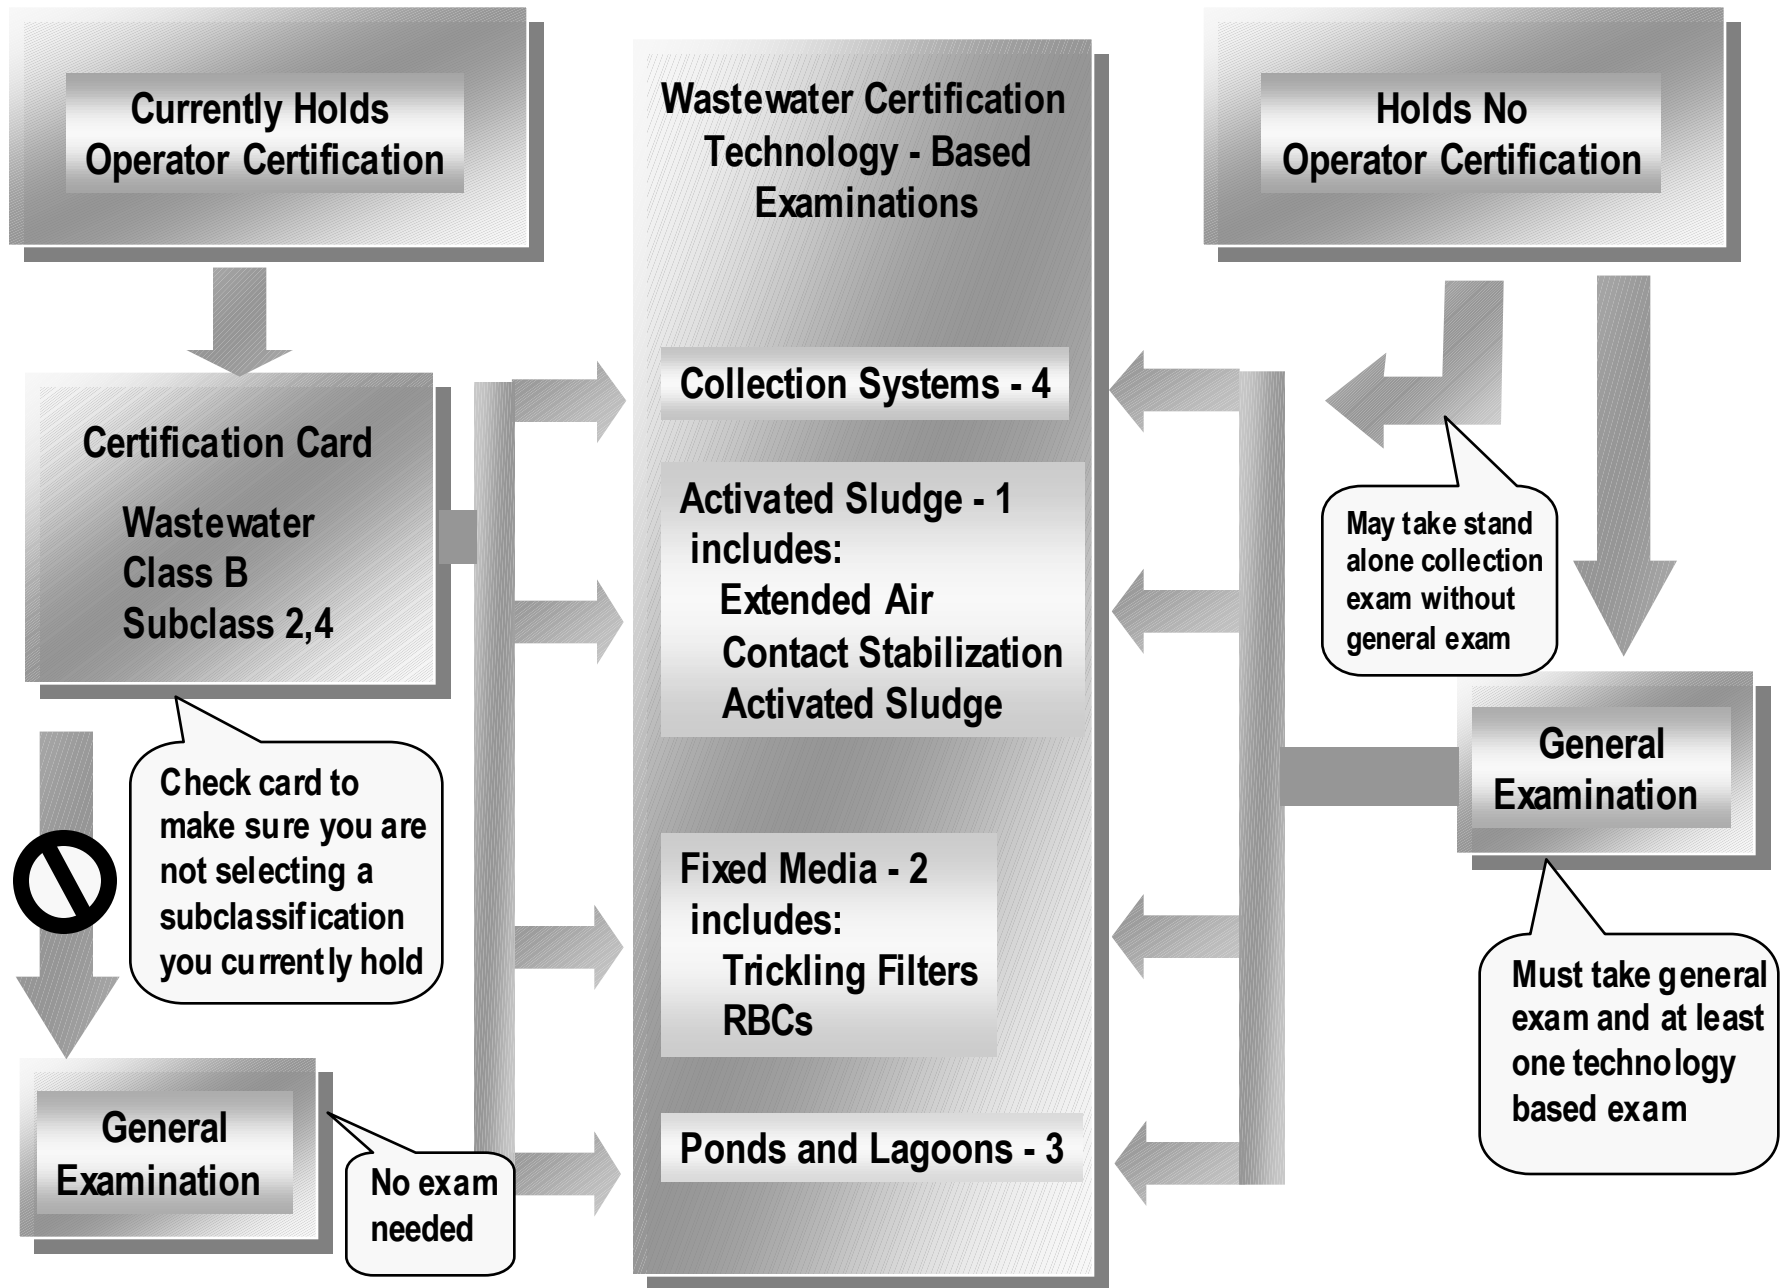 Currently Holds
Operator Certification
Certification Card
Wastewater
Class B
Subclass 2,4
Check card to
make sure you are
not selecting a
subclassification
you currently hold
General
Examination
No exam
needed
Wastewater Certification
Technology - Based
Examinations
Collection Systems - 4
Activated Sludge - 1
includes:
Extended Air
Contact Stabilization
Activated Sludge
Fixed Media - 2
includes:
Trickling Filters
RBCs
Ponds and Lagoons - 3
Holds No
Operator Certification
May take stand
alone collection
exam without
general exam
General
Examination
Must take general
exam and at least
one technology
based exam